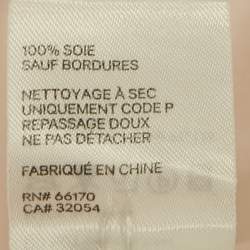 100% SOIE
SAUF BORDURES
NETTOYAGE À SEC
UNIQUEMENT CODE P
REPASSAGE DOUX
NE PAS DÉTACHER
FABRIQUÉ EN CHINE
RN# 66170
CA# 32054